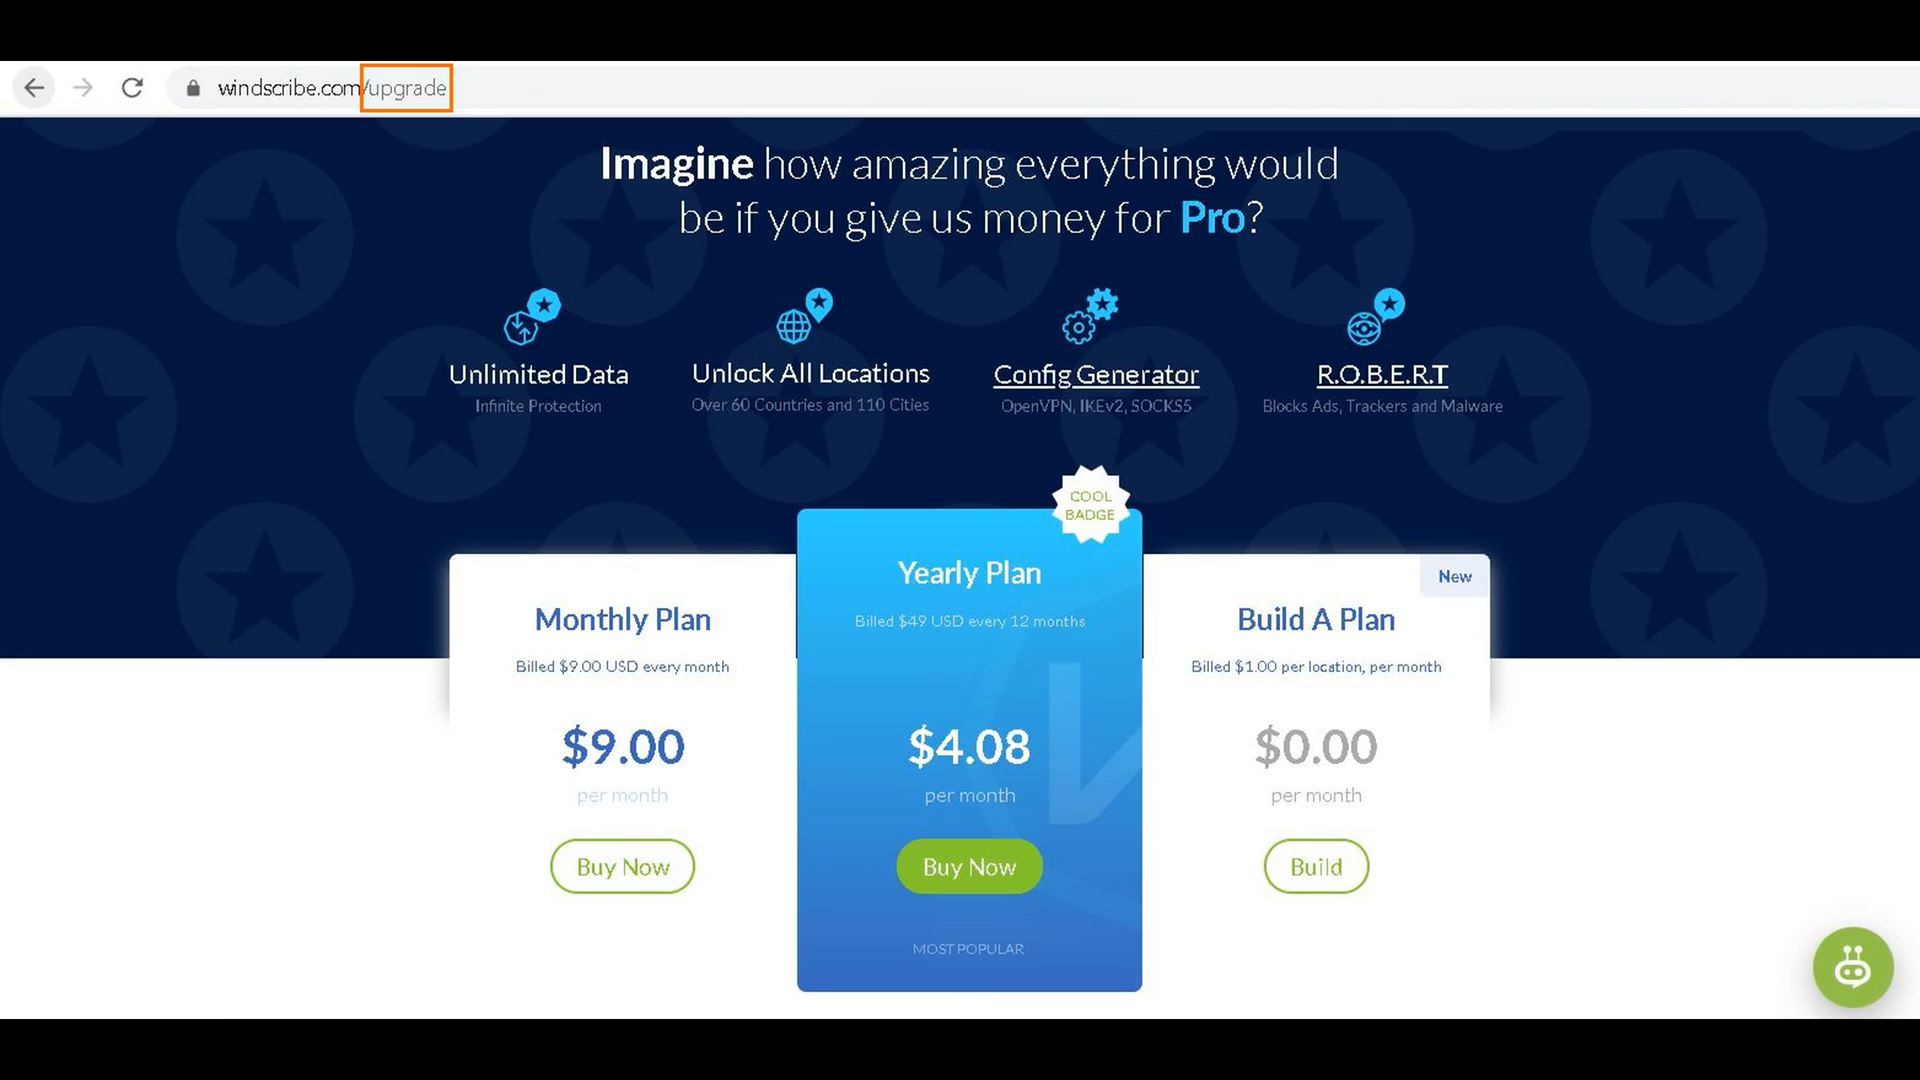 windscribe.com/upgrade
Imagine how amazing everything would
be if you give us money for Pro?
Unlimited Data
Infinite Protection
Unlock All Locations
Over 60 Countries and 110 Cities
Config Generator
OpenVPN, IKEv2, SOCKS5
R.O.B.E.R.T
Blocks Ads, Trackers and Malware
Monthly Plan
Billed $9.00 USD every month
$9.00
per month
Buy Now
COOL
BADGE
Yearly Plan
Billed $49 USD every 12 months
$4.08
per month
Buy Now
MOST POPULAR
New
Build A Plan
Billed $1.00 per location, per month
$0.00
per month
Build